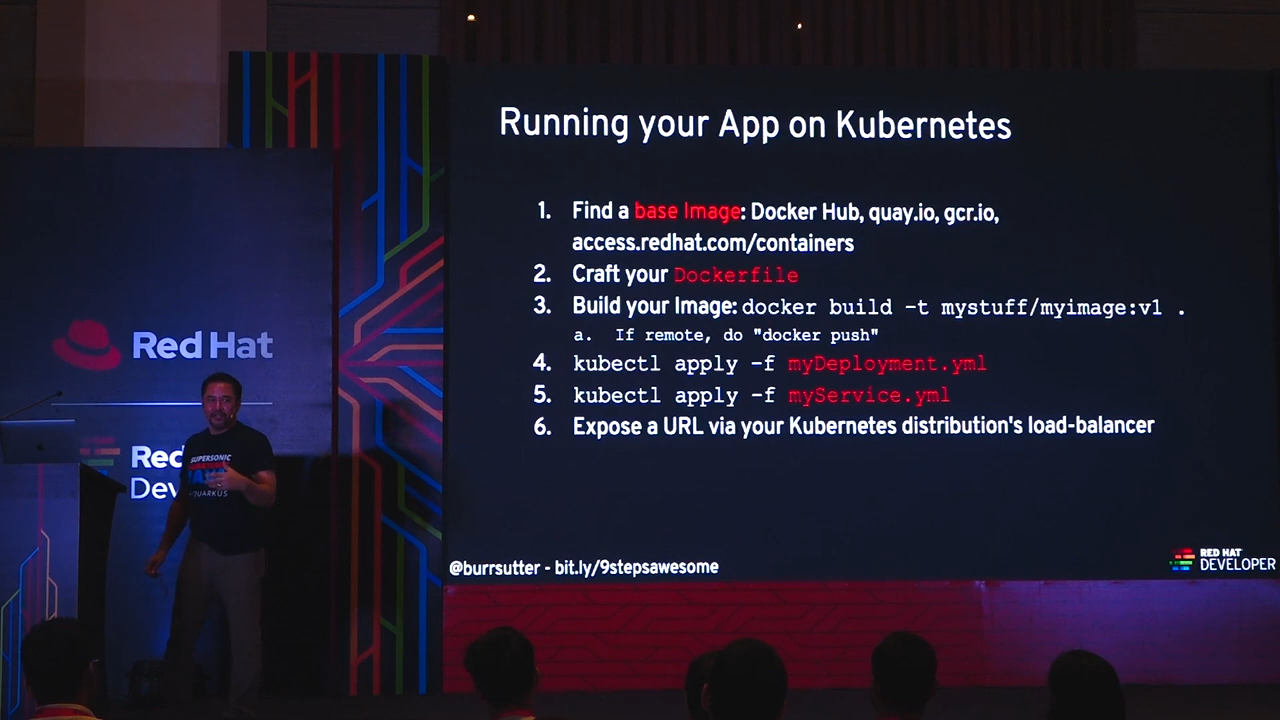 Running your App on Kubernetes
1. Find a base Image: Docker Hub, quay.io, gcr.io,
access.redhat.com/containers
2. Craft your Dockerfile
3. Build your Image: docker build -t mystuff/myimage:v1 .
a. If remote, do "docker push"
4. kubectl apply -f myDeployment.yml
5. kubectl apply -f myService.yml
6. Expose a URL via your Kubernetes distribution's load-balancer
@burrsutter - bit.ly/9stepsawesome
RED HAT
DEVELOPER
Red Hat
Red
Dev
SUPERSONIC